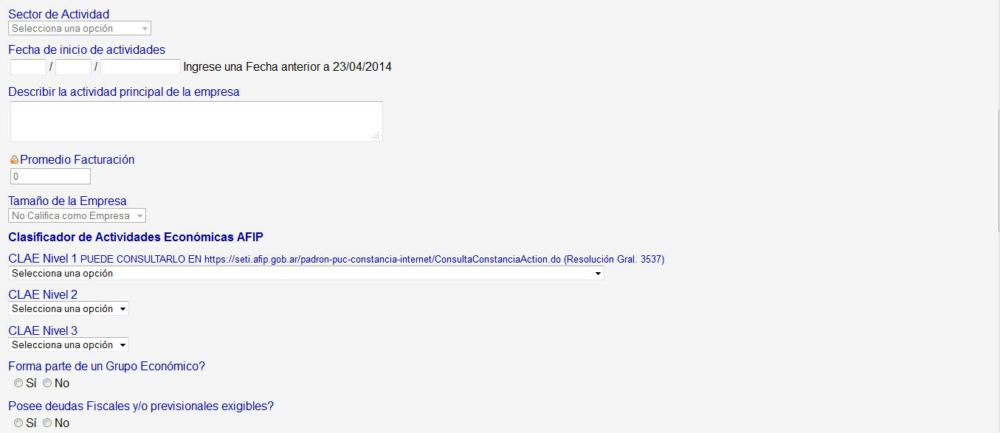 Sector de Actividad
Selecciona una opción
Fecha de inicio de actividades
/ / Ingrese una Fecha anterior a 23/04/2014
Describir la actividad principal de la empresa
Promedio Facturación
0
Tamaño de la Empresa
No Califica como Empresa
Clasificador de Actividades Económicas AFIP
CLAE Nivel 1 PUEDE CONSULTARLO EN https://seti.afip.gob.ar/padron-puc-constancia-internet/ConsultaConstanciaAction.do (Resolución Gral. 3537)
Selecciona una opción
CLAE Nivel 2
Selecciona una opción
CLAE Nivel 3
Selecciona una opción
Forma parte de un Grupo Económico?
Sí No
Posee deudas Fiscales y/o previsionales exigibles?
Sí No